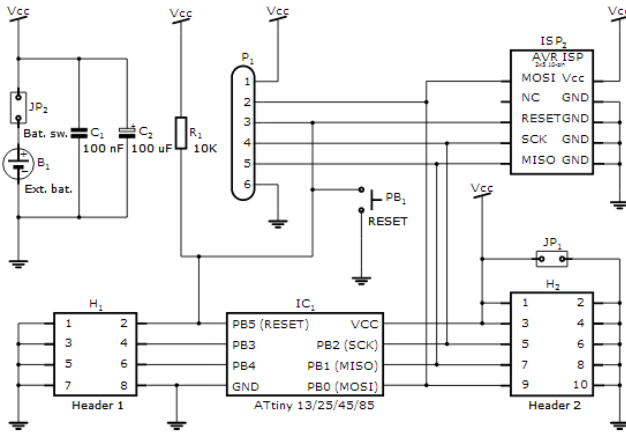 Vcc Vcc Vcc Vcc
ISP2
P1
AVR ISP
2x5 10-pin
1 MOSI Vcc
2 NC GND
JP2 3 RESET GND
Bat. sw. C1 C2 R1 4 SCK GND
100 nF 100 uF 10K 5 MISO GND
B1
Ext. bat. 6
PB1
Vcc
RESET
JP1
H1 IC1 H2
1 2 PB5 (RESET) VCC 1 2
3 4 PB3 PB2 (SCK) 3 4
5 6 PB4 PB1 (MISO) 5 6
7 8 GND PB0 (MOSI) 7 8
9 10
Header 1 ATtiny 13/25/45/85 Header 2